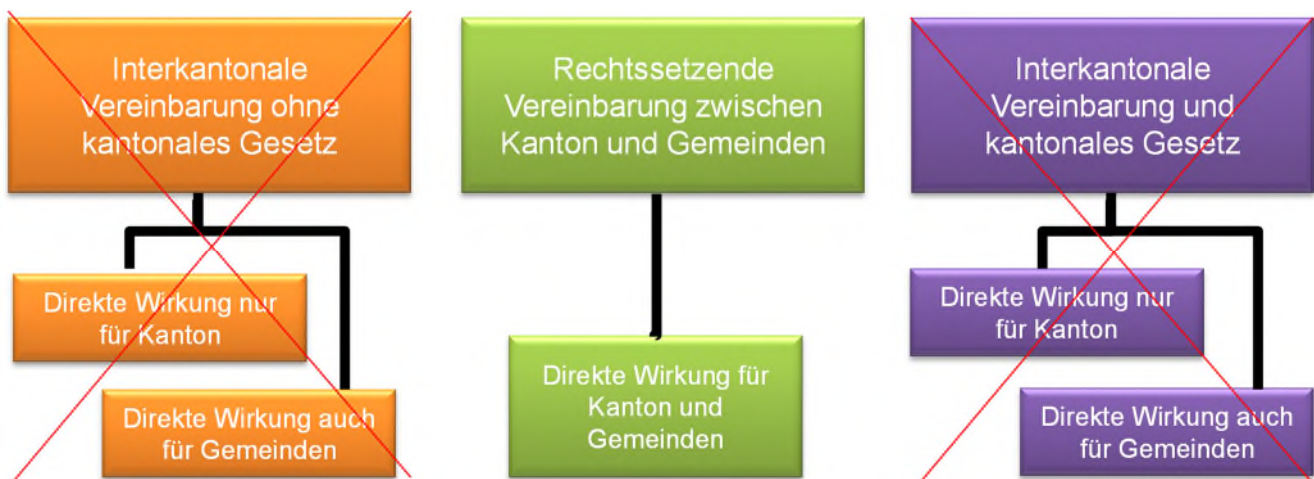 Interkantonale
Vereinbarung ohne
kantonales Gesetz
Direkte Wirkung nur
für Kanton
Direkte Wirkung auch
für Gemeinden
Rechtssetzende
Vereinbarung zwischen
Kanton und Gemeinden
Direkte Wirkung für
Kanton und
Gemeinden
Interkantonale
Vereinbarung und
kantonales Gesetz
Direkte Wirkung nur
für Kanton
Direkte Wirkung auch
für Gemeinden